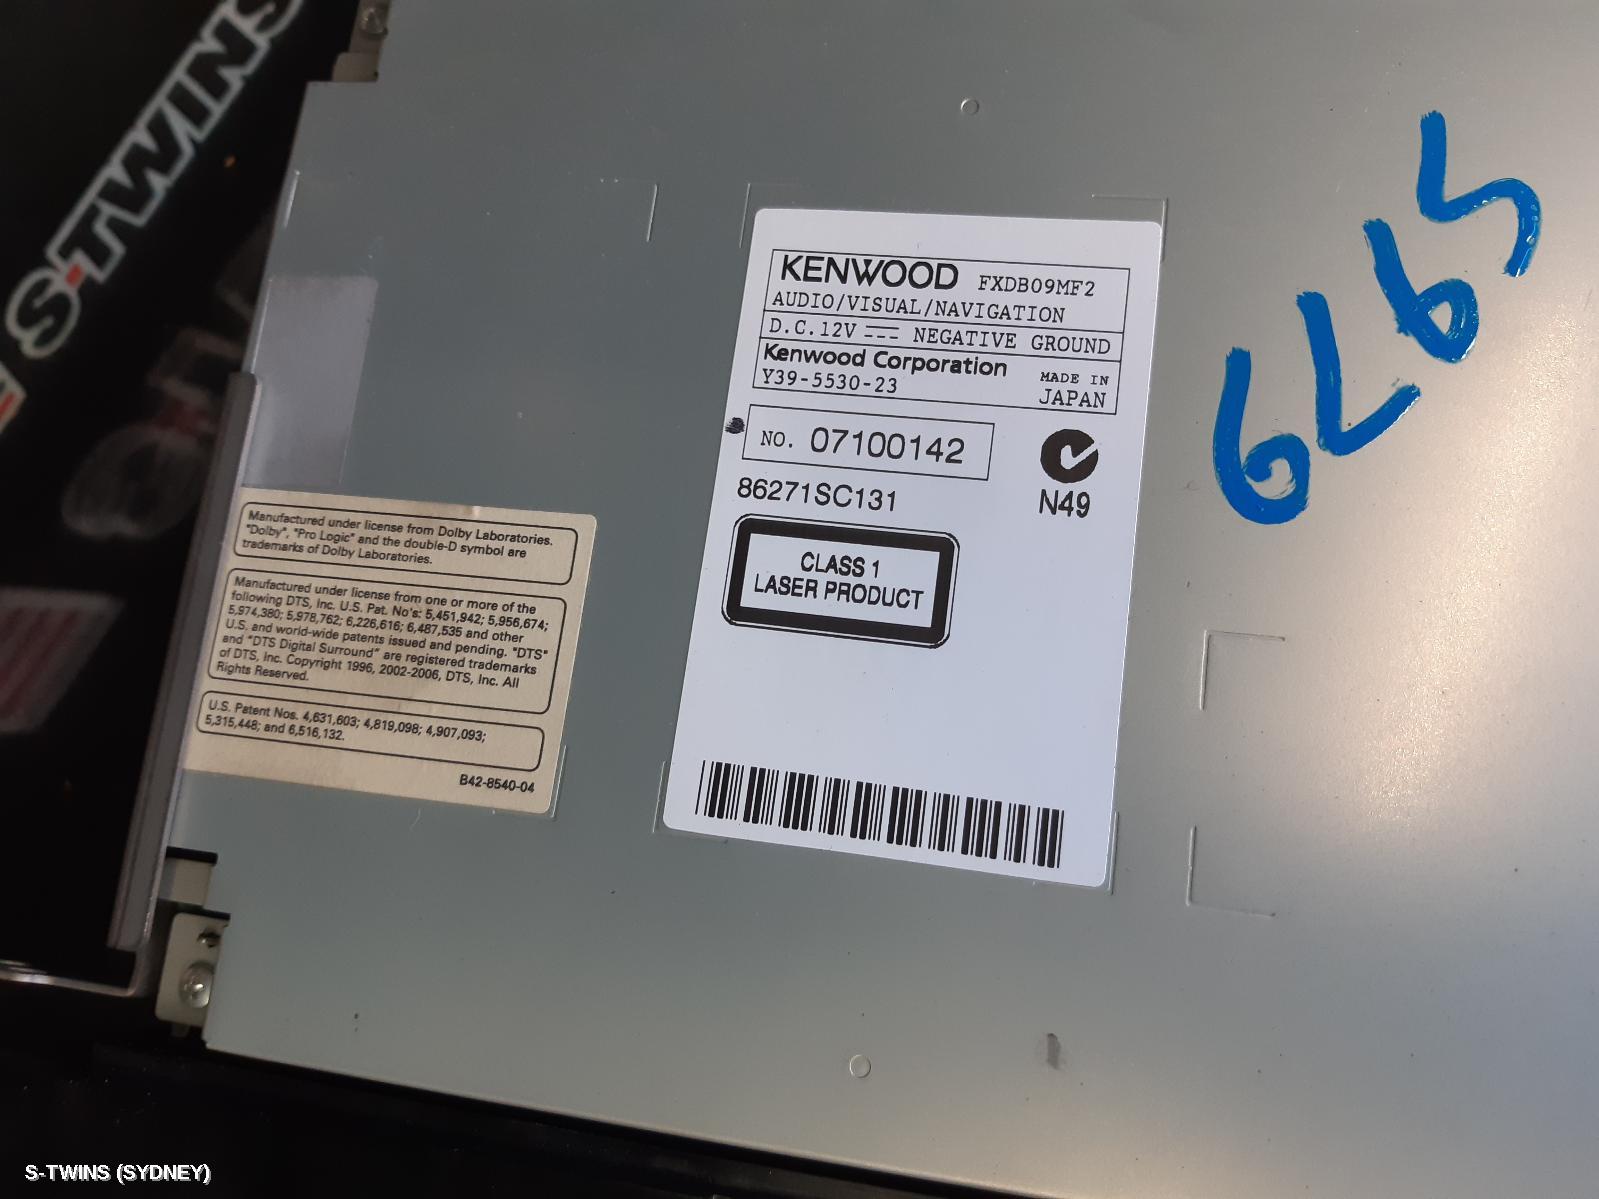 S-TWINS
KENWOOD FXDB09MF2
AUDIO/VISUAL/NAVIGATION
D.C.12V NEGATIVE GROUND
Kenwood Corporation
Y39-5530-23
MADE IN
JAPAN
NO. 07100142
N49
86271SC131
CLASS 1
LASER PRODUCT
Manufactured under license from Dolby Laboratories.
"Dolby", "Pro Logic" and the double-D symbol are
trademarks of Dolby Laboratories.
Manufactured under license from one or more of the
following DTS, Inc. U.S. Pat. No's: 5,451,942; 5,956,674;
5,974,380; 5,978,762; 6,226,616; 6,487,535 and other
U.S. and world-wide patents issued and pending. "DTS"
and "DTS Digital Surround" are registered trademarks
of DTS, Inc. Copyright 1996, 2002-2006, DTS, Inc. All
Rights Reserved.
U.S. Patent Nos. 4,631,603; 4,819,098; 4,907,093;
5,315,448; and 6,516,132.
B42-8540-04
S-TWINS (SYDNEY)